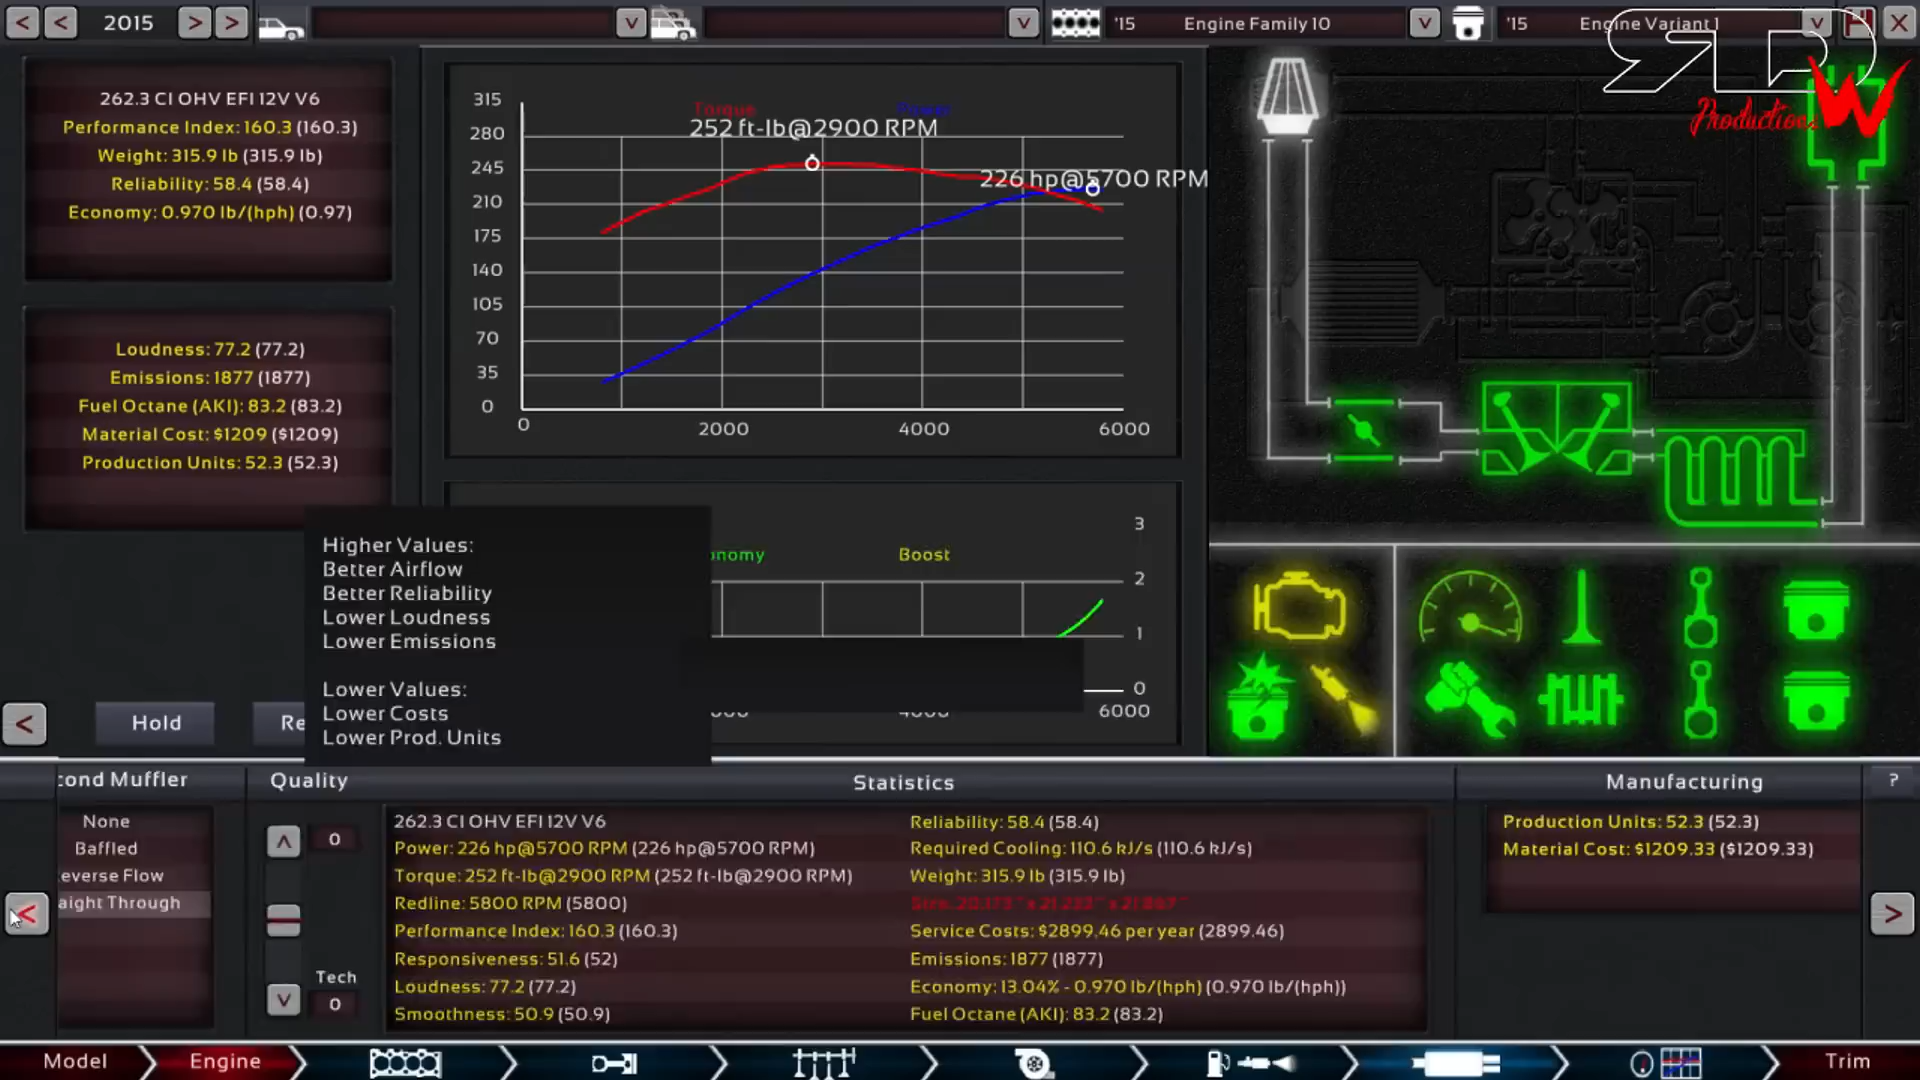 2015
'15 Engine Family 10
'15 Engine Variant 1
Productions
262.3 CI OHV EFI 12V V6
Performance Index: 160.3 (160.3)
Weight: 315.9 lb (315.9 lb)
Reliability: 58.4 (58.4)
Economy: 0.970 lb/(hph) (0.97)
Loudness: 77.2 (77.2)
Emissions: 1877 (1877)
Fuel Octane (AKI): 83.2 (83.2)
Material Cost: $1209 ($1209)
Production Units: 52.3 (52.3)
Torque Power
252 ft-lb@2900 RPM
226 hp@5700 RPM
315
280
245
210
175
140
105
70
35
0
0 2000 4000 6000
onomy Boost
3
2
1
0
6000
Higher Values:
Better Airflow
Better Reliability
Lower Loudness
Lower Emissions
Lower Values:
Lower Costs
Lower Prod. Units
Hold
Re
cond Muffler
None
Baffled
everse Flow
aight Through
Quality
0
Tech
0
Statistics
262.3 CI OHV EFI 12V V6
Power: 226 hp@5700 RPM (226 hp@5700 RPM)
Torque: 252 ft-lb@2900 RPM (252 ft-lb@2900 RPM)
Redline: 5800 RPM (5800)
Performance Index: 160.3 (160.3)
Responsiveness: 51.6 (52)
Loudness: 77.2 (77.2)
Smoothness: 50.9 (50.9)
Reliability: 58.4 (58.4)
Required Cooling: 110.6 kJ/s (110.6 kJ/s)
Weight: 315.9 lb (315.9 lb)
Service Costs: $2899.46 per year (2899.46)
Emissions: 1877 (1877)
Economy: 13.04% - 0.970 lb/(hph) (0.970 lb/(hph))
Fuel Octane (AKI): 83.2 (83.2)
Manufacturing
?
Production Units: 52.3 (52.3)
Material Cost: $1209.33 ($1209.33)
Model
Engine
Trim